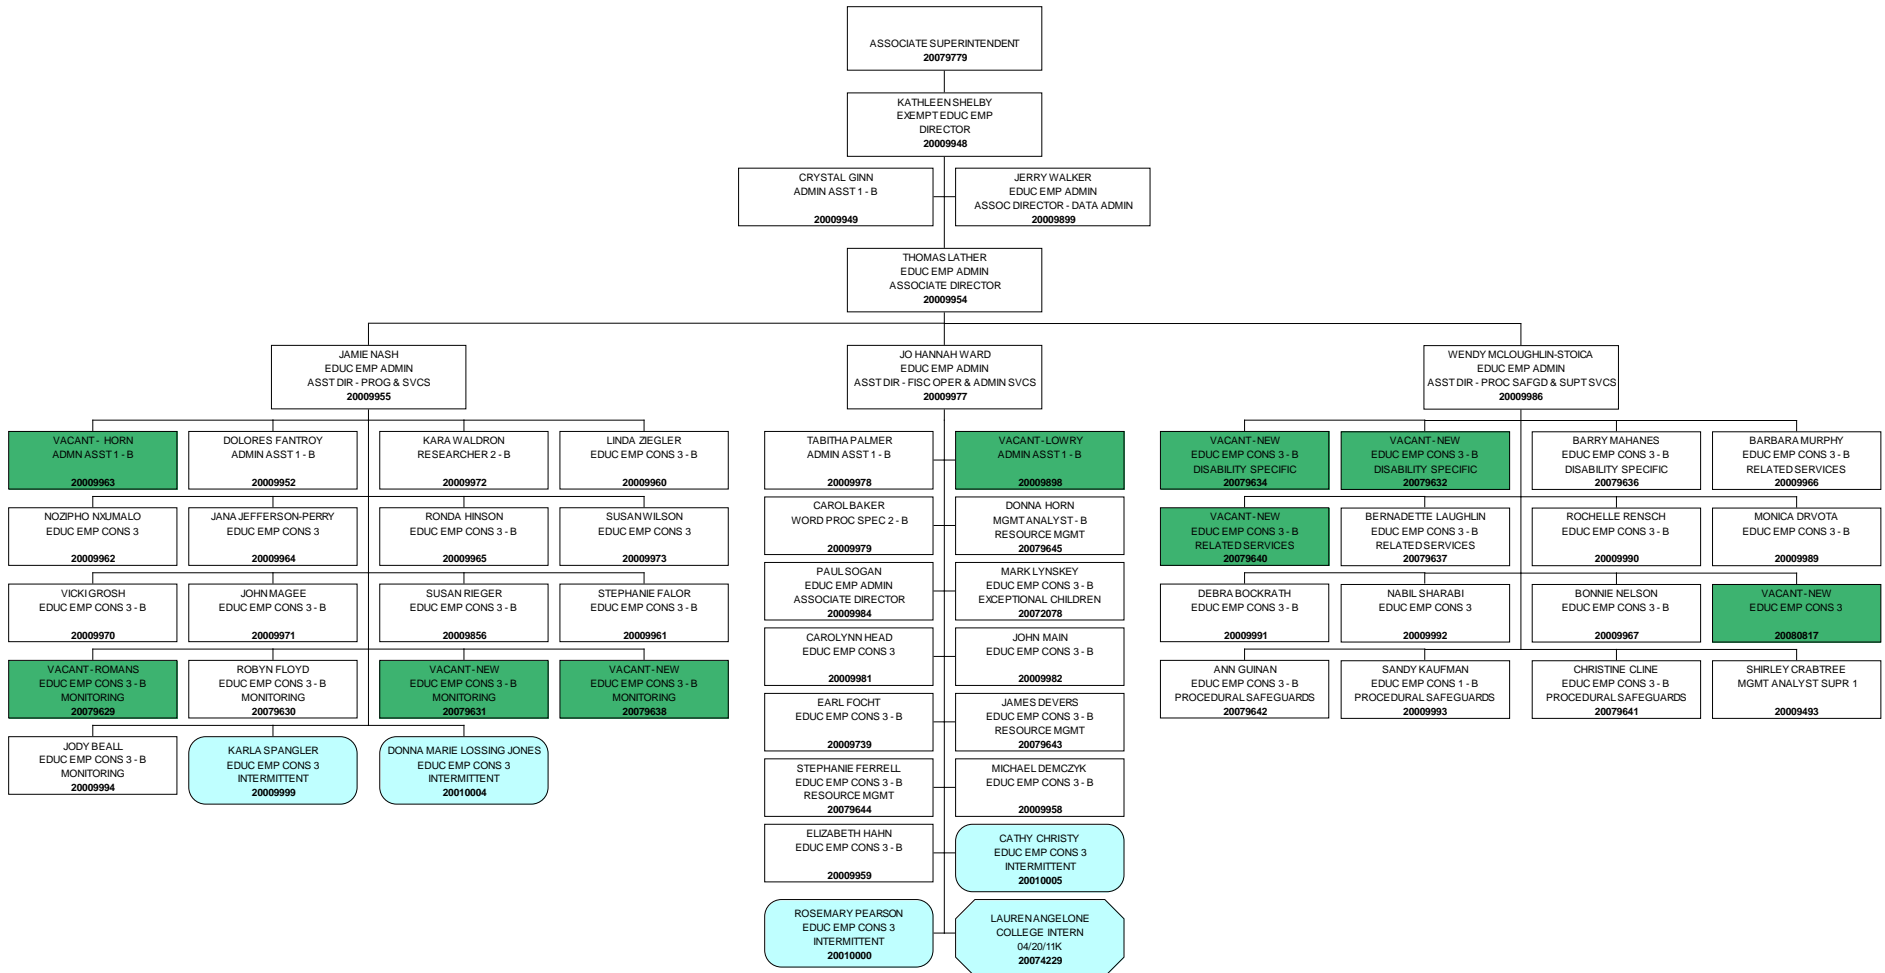 ASSOCIATE SUPERINTENDENT
20079779
KATHLEEN SHELBY
EXEMPT EDUC EMP
DIRECTOR
20009948
CRYSTAL GINN
ADMIN ASST 1 - B
20009949
JERRY WALKER
EDUC EMP ADMIN
ASSOC DIRECTOR - DATA ADMIN
20009899
THOMAS LATHER
EDUC EMP ADMIN
ASSOCIATE DIRECTOR
20009954
JAMIE NASH
EDUC EMP ADMIN
ASST DIR - PROG & SVCS
20009955
JO HANNAH WARD
EDUC EMP ADMIN
ASST DIR - FISC OPER & ADMIN SVCS
20009977
WENDY MCLOUGHLIN-STOICA
EDUC EMP ADMIN
ASST DIR - PROC SAFGD & SUPT SVCS
20009986
VACANT - HORN
ADMN ASST 1 - B
20009963
DOLORES FANTROY
ADMIN ASST 1 - B
20009952
KARA WALDRON
RESEARCHER 2 - B
20009972
LINDA ZIEGLER
EDUC EMP CONS 3 - B
20009960
NOZIPHO NXUMALO
EDUC EMP CONS 3
20009962
JANA JEFFERSON-PERRY
EDUC EMP CONS 3
20009964
RONDA HINSON
EDUC EMP CONS 3 - B
20009965
SUSAN WILSON
EDUC EMP CONS 3
20009973
VICKI GROSH
EDUC EMP CONS 3 - B
20009970
JOHN MAGEE
EDUC EMP CONS 3 - B
20009971
SUSAN RIEGER
EDUC EMP CONS 3 - B
20009856
STEPHANIE FALOR
EDUC EMP CONS 3 - B
20009961
VACANT - ROMANS
EDUC EMP CONS 3 - B
MONITORING
20079629
ROBYN FLOYD
EDUC EMP CONS 3 - B
MONITORING
20079630
VACANT - NEW
EDUC EMP CONS 3 - B
MONITORING
20079631
VACANT - NEW
EDUC EMP CONS 3 - B
MONITORING
20079638
JODY BEALL
EDUC EMP CONS 3 - B
MONITORING
20009994
KARLA SPANGLER
EDUC EMP CONS 3
INTERMITTENT
20009999
DONNA MARIE LOSSING JONES
EDUC EMP CONS 3
INTERMITTENT
20010004
TABITHA PALMER
ADMIN ASST 1 - B
20009978
VACANT - LOWRY
ADMIN ASST 1 - B
20009898
CAROL BAKER
WORD PROC SPEC 2 - B
20009979
DONNA HORN
MGMT ANALYST - B
RESOURCE MGMT
20079645
PAUL SOGAN
EDUC EMP ADMIN
ASSOCIATE DIRECTOR
20009984
MARK LYNSKEY
EDUC EMP CONS 3 - B
EXCEPTIONAL CHILDREN
20072078
CAROLYNN HEAD
EDUC EMP CONS 3
20009981
JOHN MAIN
EDUC EMP CONS 3 - B
20009982
EARL FOCHT
EDUC EMP CONS 3 - B
20009739
JAMES DEVERS
EDUC EMP CONS 3 - B
RESOURCE MGMT
20079643
STEPHANIE FERRELL
EDUC EMP CONS 3 - B
RESOURCE MGMT
20079644
MICHAEL DEMCZYK
EDUC EMP CONS 3 - B
20009958
ELIZABETH HAHN
EDUC EMP CONS 3 - B
20009959
CATHY CHRISTY
EDUC EMP CONS 3
INTERMITTENT
20010005
ROSEMARY PEARSON
EDUC EMP CONS 3
INTERMITTENT
20010000
LAUREN ANGELONE
COLLEGE INTERN
04/20/11K
20074229
VACANT - NEW
EDUC EMP CONS 3 - B
DISABILITY SPECIFIC
20079634
VACANT - NEW
EDUC EMP CONS 3 - B
DISABILITY SPECIFIC
20079632
BARRY MAHANES
EDUC EMP CONS 3 - B
DISABILITY SPECIFIC
20079636
BARBARA MURPHY
EDUC EMP CONS 3 - B
RELATED SERVICES
20009966
VACANT - NEW
EDUC EMP CONS 3 - B
RELATED SERVICES
20079640
BERNADETTE LAUGHLIN
EDUC EMP CONS 3 - B
RELATED SERVICES
20079637
ROCHELLE RENSCH
EDUC EMP CONS 3 - B
20009990
MONICA DRVOTA
EDUC EMP CONS 3 - B
20009989
DEBRA BOCKRATH
EDUC EMP CONS 3 - B
20009991
NABIL SHARABI
EDUC EMP CONS 3
20009992
BONNIE NELSON
EDUC EMP CONS 3 - B
20009967
VACANT - NEW
EDUC EMP CONS 3
20080817
ANN GUINAN
EDUC EMP CONS 3 - B
PROCEDURAL SAFEGUARDS
20079642
SANDY KAUFMAN
EDUC EMP CONS 1 - B
PROCEDURAL SAFEGUARDS
20009993
CHRISTINE CLINE
EDUC EMP CONS 3 - B
PROCEDURAL SAFEGUARDS
20079641
SHIRLEY CRABTREE
MGMT ANALYST SUPR 1
20009493